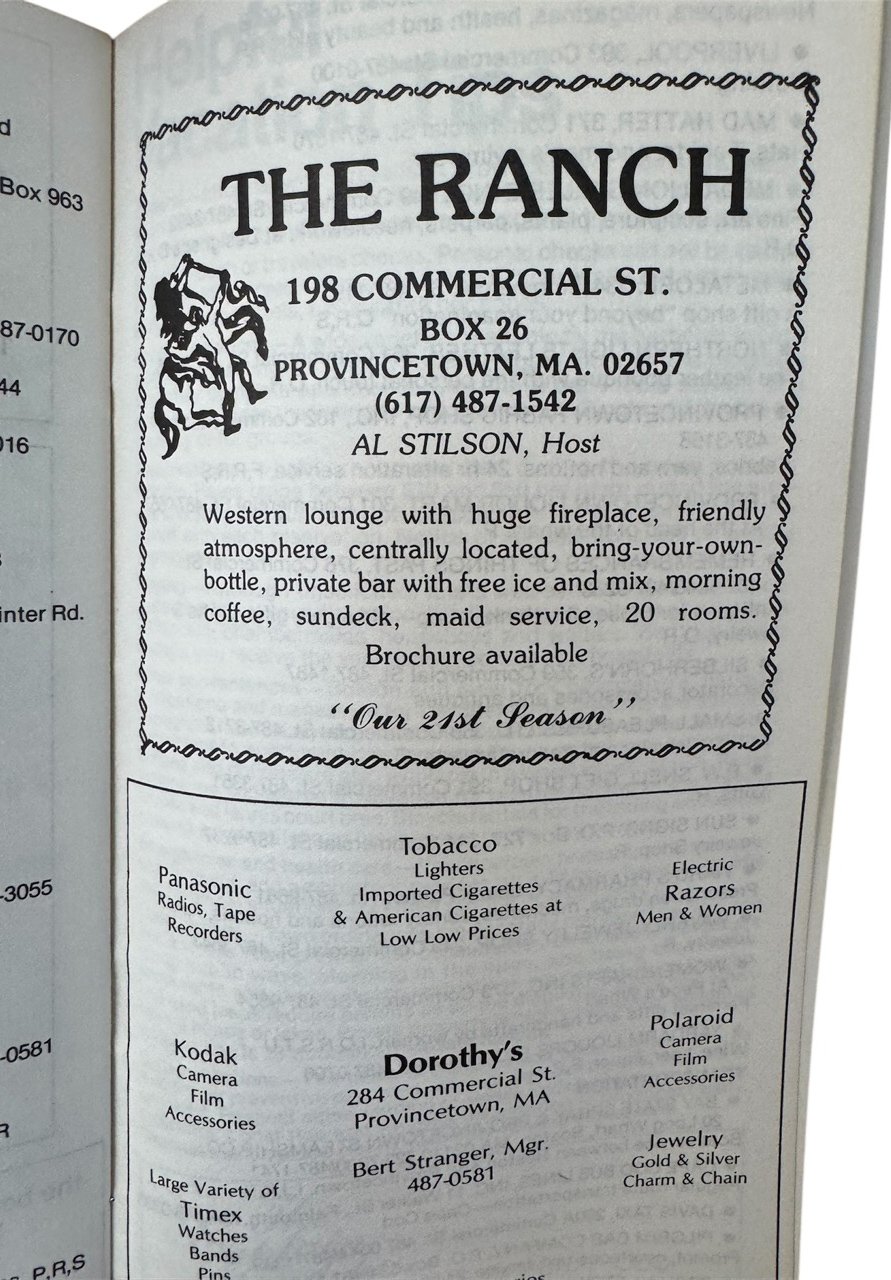 d
Box 963
87-0170
44
016
inter Rd.
-3055
-0581
R
P,R,S
THE RANCH
198 COMMERCIAL ST.
BOX 26
PROVINCETOWN, MA. 02657
(617) 487-1542
AL STILSON, Host
Western lounge with huge fireplace, friendly
atmosphere, centrally located, bring-your-own-
bottle, private bar with free ice and mix, morning
coffee, sundeck, maid service, 20 rooms.
Brochure available
“Our 21st Season”
Tobacco
Lighters
Imported Cigarettes
& American Cigarettes at
Low Low Prices
Panasonic
Radios, Tape
Recorders
Electric
Razors
Men & Women
Kodak
Camera
Film
Accessories
Dorothy's
284 Commercial St.
Provincetown, MA
Bert Stranger, Mgr.
487-0581
Polaroid
Camera
Film
Accessories
Jewelry
Gold & Silver
Charm & Chain
Large Variety of
Timex
Watches
Bands
Pins